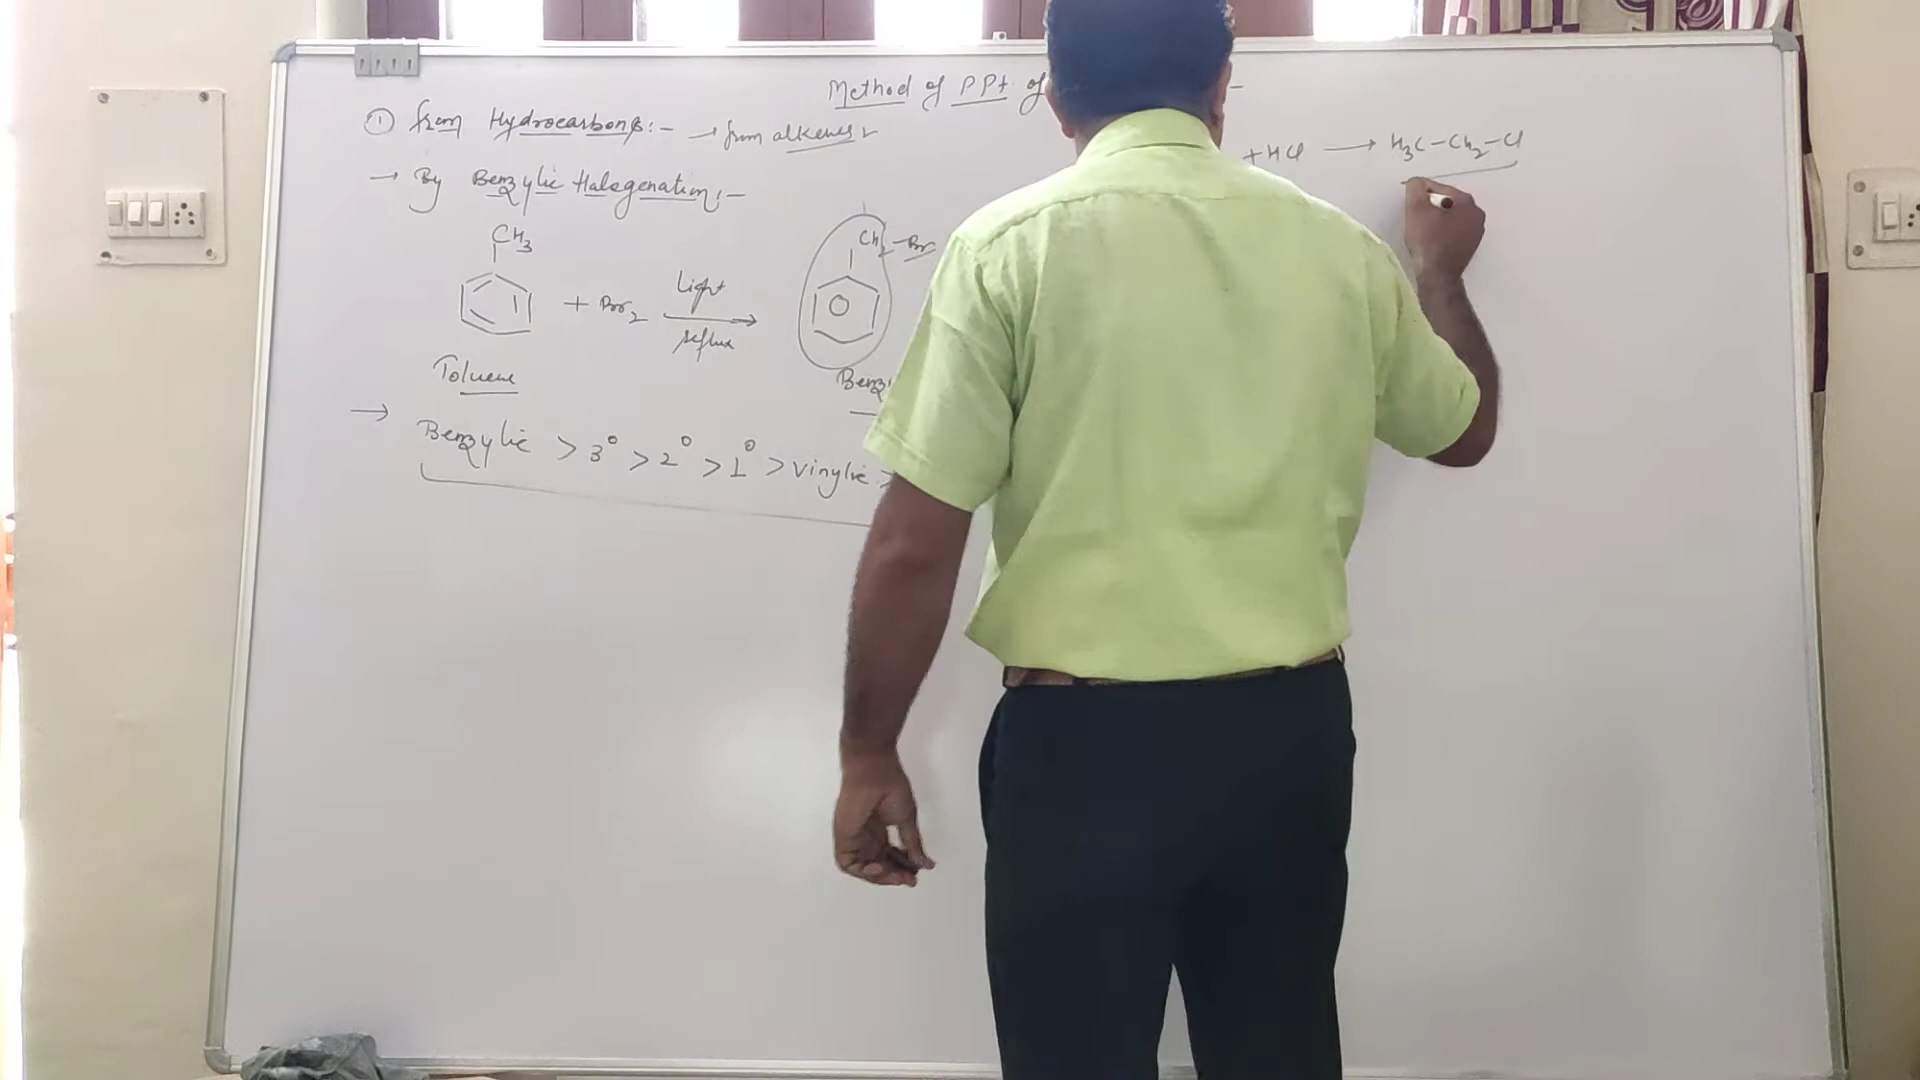 Method of PPt of
① from Hydrocarbons:- → from alkenes
+ HCl → H3C-CH2-Cl
→ By Benzylic Halogenation:-
CH3
CH2-Br
+ Br2
Light
reflux
Toluene
→ Benzylic > 3° > 2° > 1° > Vinylic >